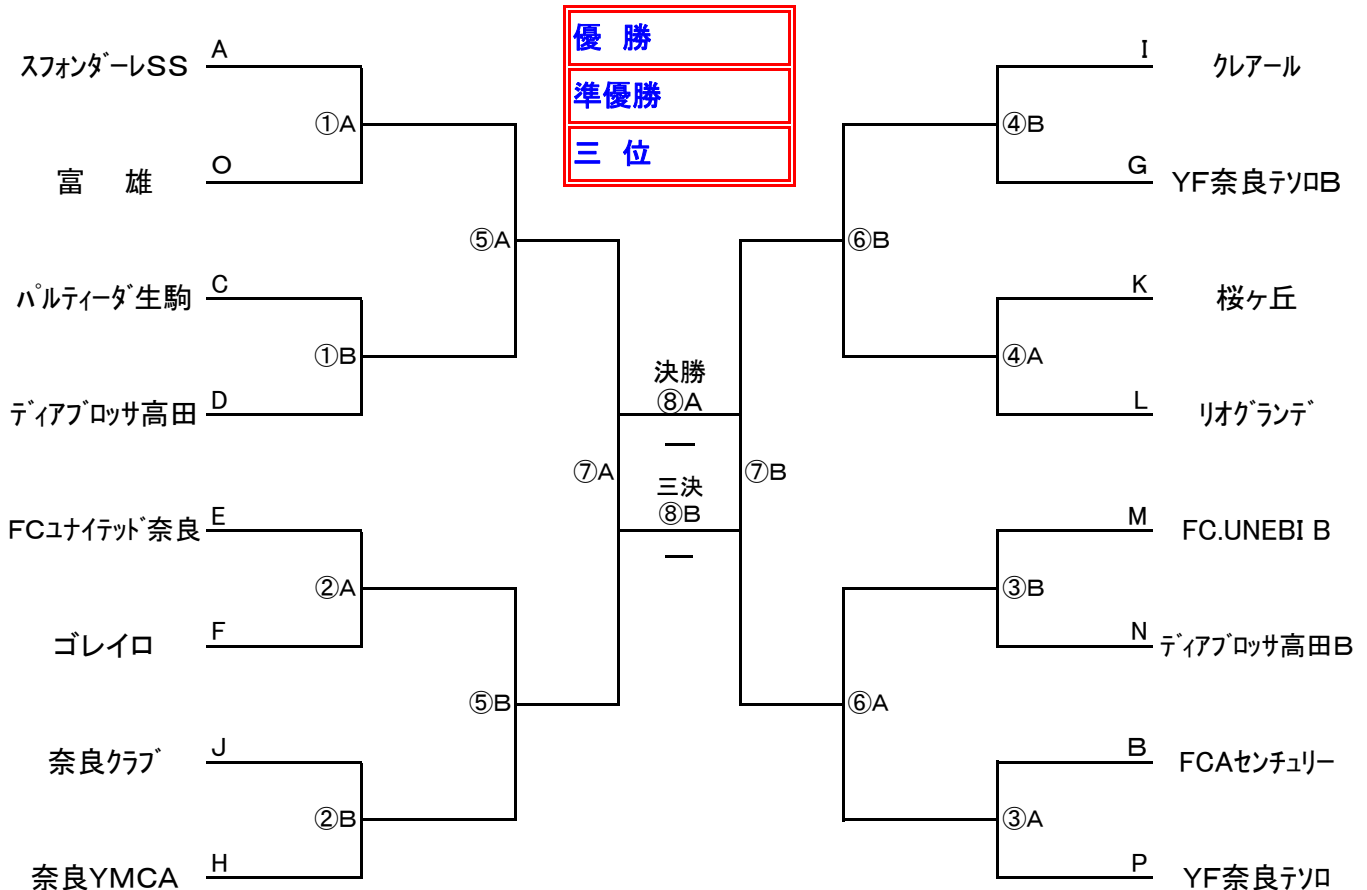 優 勝
準優勝
三 位
スフォンダーレSS A
①A
富 雄 O
⑤A
パルティーダ生駒 C
①B
ディアブロッサ高田 D
⑦A
FCユナイテッド奈良 E
②A
ゴレイロ F
⑤B
奈良クラブ J
②B
奈良YMCA H
決勝
⑧A
―
三決
⑧B
―
I クレアール
④B
G YF奈良テソロB
⑥B
K 桜ヶ丘
④A
L リオグランデ
⑦B
M FC.UNEBI B
③B
N ディアブロッサ高田B
⑥A
B FCAセンチュリー
③A
P YF奈良テソロ